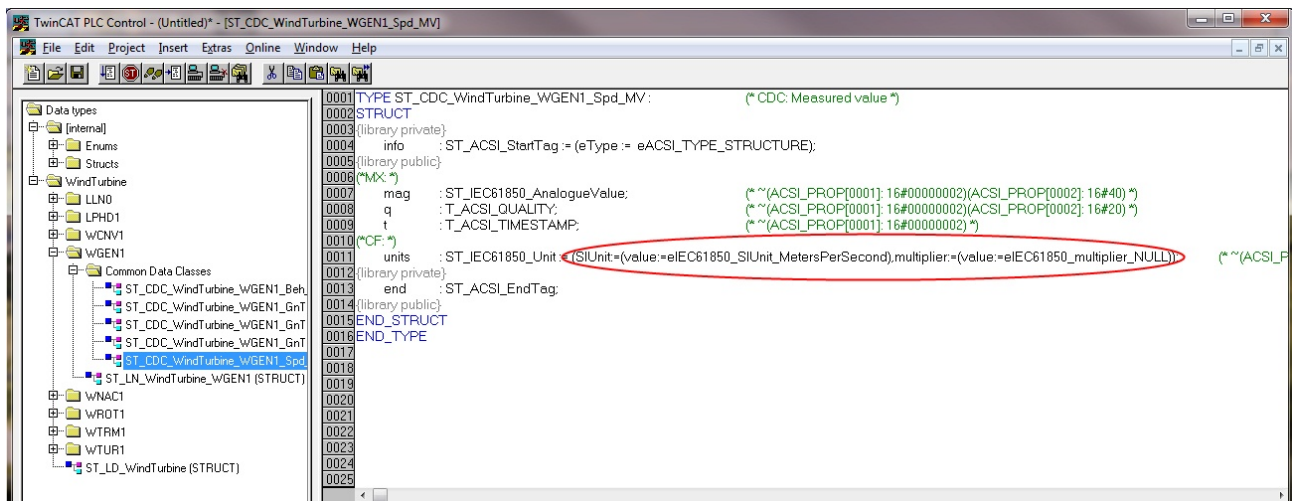 TwinCAT PLC Control - (Untitled)* - [ST_CDC_WindTurbine_WGEN1_Spd_MV]
File Edit Project Insert Extras Online Window Help
Data types
[internal]
Enums
Structs
WindTurbine
LLN0
LPHD1
WCNV1
WGEN1
Common Data Classes
ST_CDC_WindTurbine_WGEN1_Beh_
ST_CDC_WindTurbine_WGEN1_GnT
ST_CDC_WindTurbine_WGEN1_GnT
ST_CDC_WindTurbine_WGEN1_Spd_
ST_LN_WindTurbine_WGEN1 (STRUCT)
WNAC1
WROT1
WTRM1
WTUR1
ST_LD_WindTurbine (STRUCT)
0001 TYPE ST_CDC_WindTurbine_WGEN1_Spd_MV : (* CDC: Measured value *)
0002 STRUCT
0003 {library private}
0004 info : ST_ACSI_StartTag := (eType := eACSI_TYPE_STRUCTURE);
0005 {library public}
0006 (*MX: *)
0007 mag : ST_IEC61850_AnalogueValue; (* ~(ACSI_PROP[0001]: 16#00000002)(ACSI_PROP[0002]: 16#40) *)
0008 q : T_ACSI_QUALITY; (* ~(ACSI_PROP[0001]: 16#00000002)(ACSI_PROP[0002]: 16#20) *)
0009 t : T_ACSI_TIMESTAMP; (* ~(ACSI_PROP[0001]: 16#00000002) *)
0010 (*CF: *)
0011 units : ST_IEC61850_Unit := (SIUnit:=(value:=eIEC61850_SIUnit_MetersPerSecond),multiplier:=(value:=eIEC61850_multiplier_NULL)); (* ~(ACSI_P
0012 {library private}
0013 end : ST_ACSI_EndTag;
0014 {library public}
0015 END_STRUCT
0016 END_TYPE
0017
0018
0019
0020
0021
0022
0023
0024
0025